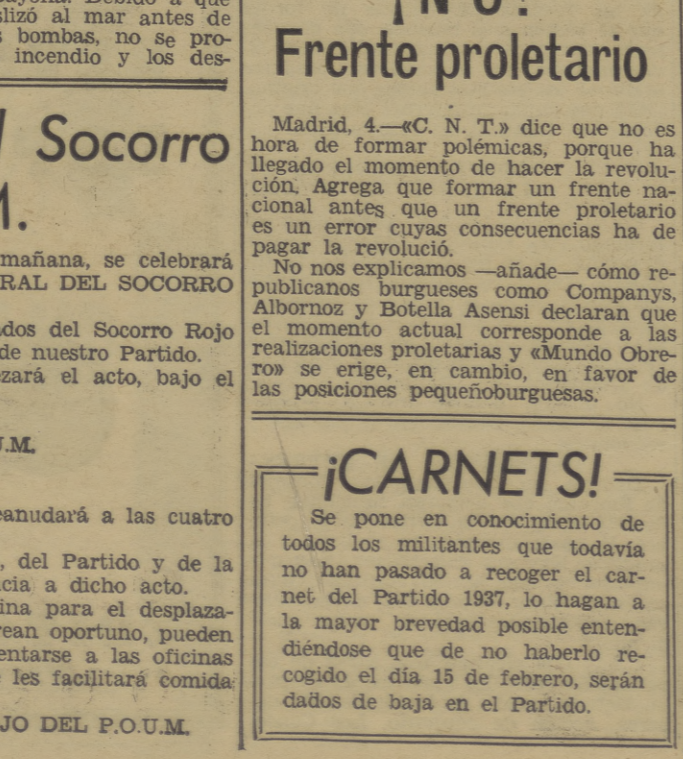 lizó al mar antes de
bombas, no se pro-
incendio y los des-
Socorro
M.
mañana, se celebrará
RAL DEL SOCORRO
dos del Socorro Rojo
de nuestro Partido.
zará el acto, bajo el
U.M.
eanudará a las cuatro
, del Partido y de la
cia a dicho acto.
ina para el desplaza-
rean oportuno, pueden
entarse a las oficinas
les facilitará comida
JO DEL P.O.U.M.
¡NO!
Frente proletario
Madrid, 4.—«C. N. T.» dice que no es
hora de formar polémicas, porque ha
llegado el momento de hacer la revolu-
ción. Agrega que formar un frente na-
cional antes que un frente proletario
es un error cuyas consecuencias ha de
pagar la revolució.
No nos explicamos —añade— cómo re-
publicanos burgueses como Companys,
Albornoz y Botella Asensi declaran que
el momento actual corresponde a las
realizaciones proletarias y «Mundo Obre-
ro» se erige, en cambio, en favor de
las posiciones pequeñoburguesas.
¡CARNETS!
Se pone en conocimiento de
todos los militantes que todavía
no han pasado a recoger el car-
net del Partido 1937, lo hagan a
la mayor brevedad posible enten-
diéndose que de no haberlo re-
cogido el día 15 de febrero, serán
dados de baja en el Partido.